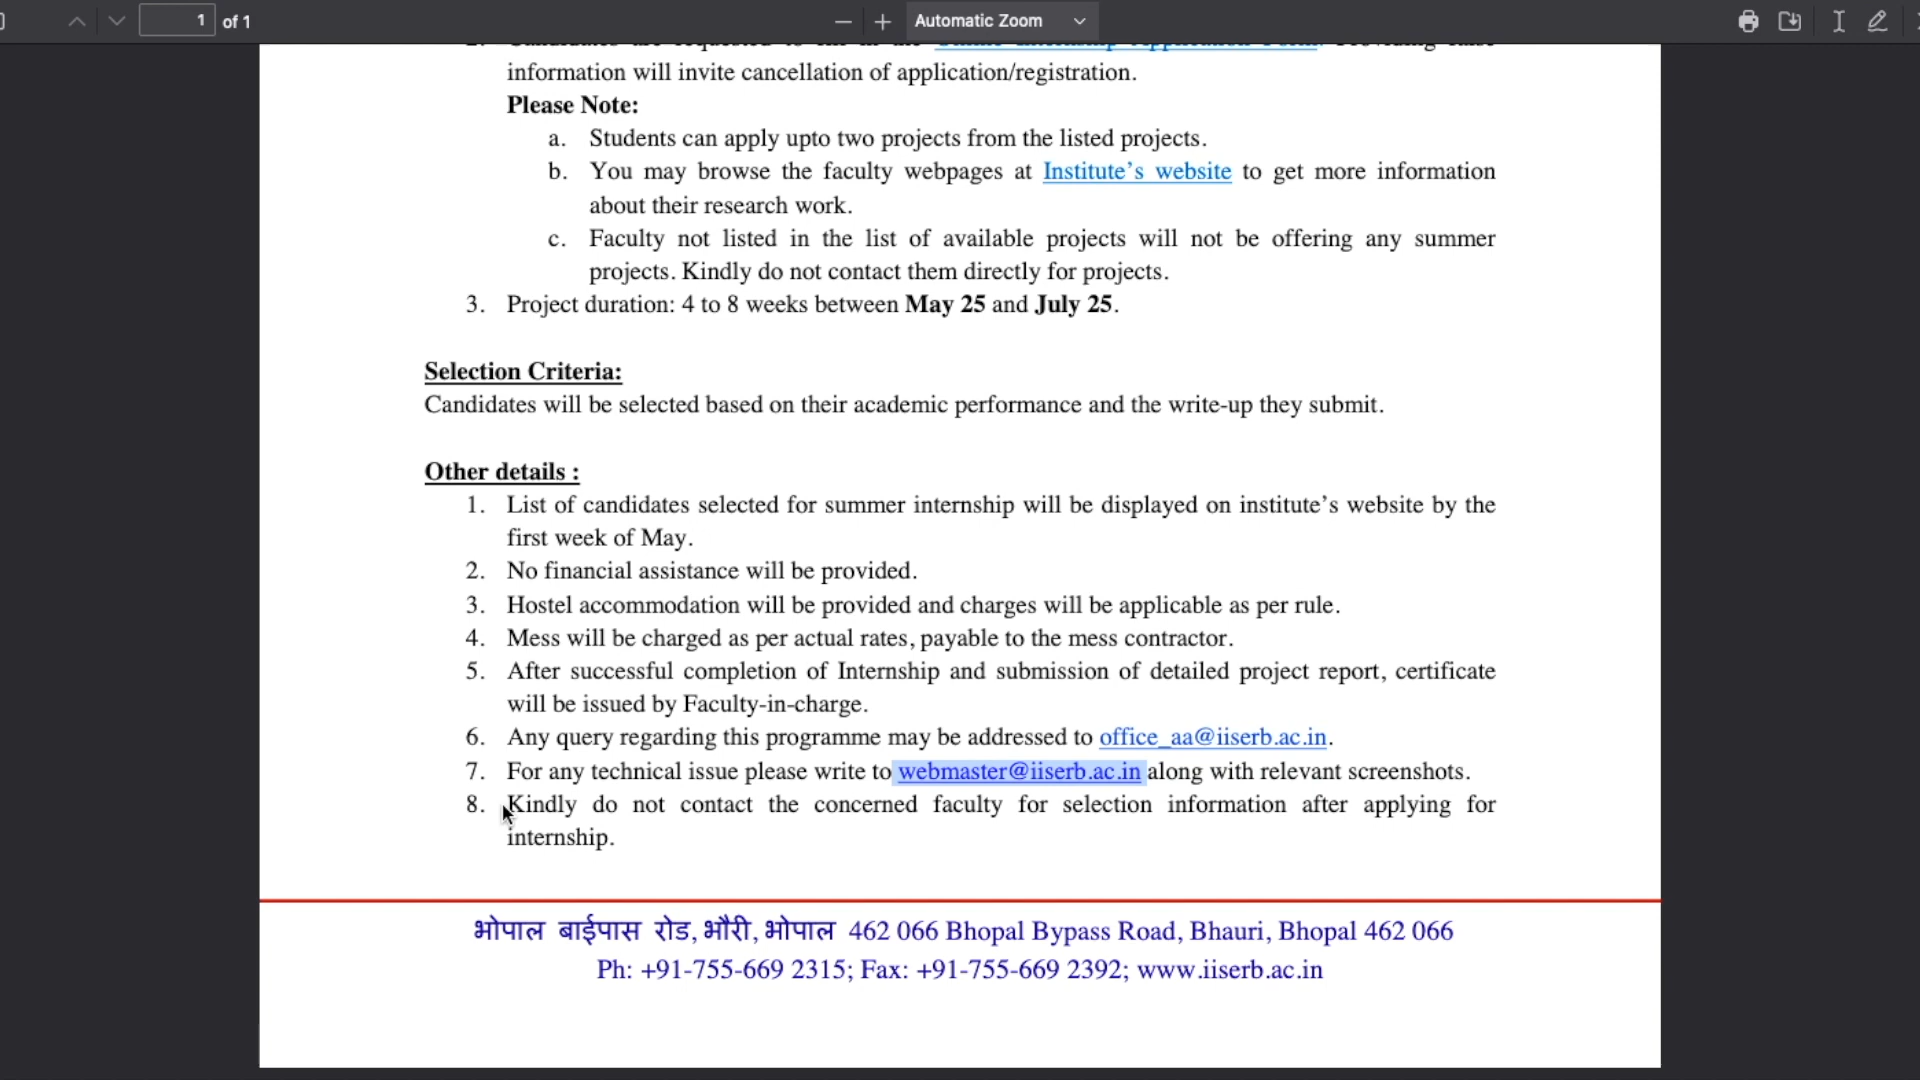 1 of 1 Automatic Zoom
information will invite cancellation of application/registration.
Please Note:
a. Students can apply upto two projects from the listed projects.
b. You may browse the faculty webpages at Institute's website to get more information
about their research work.
c. Faculty not listed in the list of available projects will not be offering any summer
projects. Kindly do not contact them directly for projects.
3. Project duration: 4 to 8 weeks between May 25 and July 25.
Selection Criteria:
Candidates will be selected based on their academic performance and the write-up they submit.
Other details :
1. List of candidates selected for summer internship will be displayed on institute's website by the
first week of May.
2. No financial assistance will be provided.
3. Hostel accommodation will be provided and charges will be applicable as per rule.
4. Mess will be charged as per actual rates, payable to the mess contractor.
5. After successful completion of Internship and submission of detailed project report, certificate
will be issued by Faculty-in-charge.
6. Any query regarding this programme may be addressed to office_aa@iiserb.ac.in.
7. For any technical issue please write to webmaster@iiserb.ac.in along with relevant screenshots.
8. Kindly do not contact the concerned faculty for selection information after applying for
internship.
भोपाल बाईपास रोड, भौरी, भोपाल 462 066 Bhopal Bypass Road, Bhauri, Bhopal 462 066
Ph: +91-755-669 2315; Fax: +91-755-669 2392; www.iiserb.ac.in